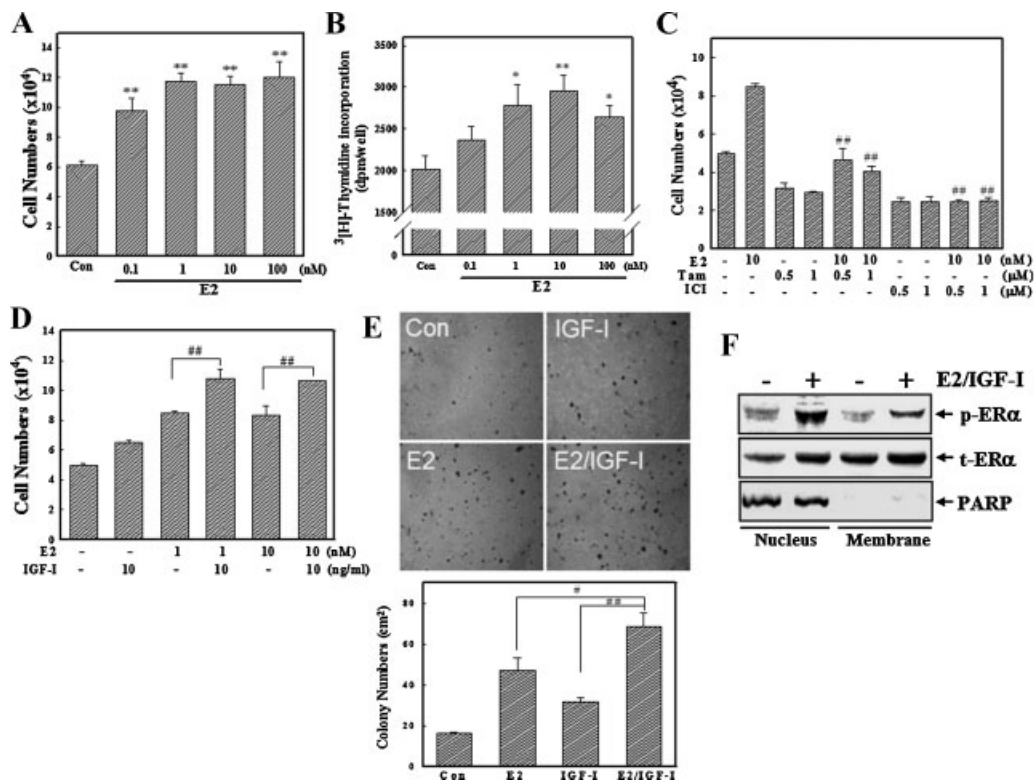 A
Cell Numbers (x10⁴)
14
12
10
8
6
4
2
0
** ** ** **
Con 0.1 1 10 100 (nM)
E2
B
³[H]-Thymidine incorporation
(dpm/well)
3500
3000
2500
2000
1500
0
* ** *
Con 0.1 1 10 100 (nM)
E2
C
Cell Numbers (x10⁴)
10
8
6
4
2
0
## ## ## ##
E2 - 10 - - 10 10 - - 10 10 (nM)
Tam - - 0.5 1 0.5 1 - - - - (μM)
ICI - - - - - - 0.5 1 0.5 1 (μM)
D
Cell Numbers (x10⁴)
14
12
10
8
6
4
2
0
## ##
E2 - - 1 1 10 10 (nM)
IGF-I - 10 - 10 - 10 (ng/ml)
E
Con IGF-I
E2 E2/IGF-I
Colony Numbers (cm²)
80
60
40
20
0
#
##
Con E2 IGF-I E2/IGF-I
F
- + - + E2/IGF-I
p-ERα
t-ERα
PARP
Nucleus Membrane